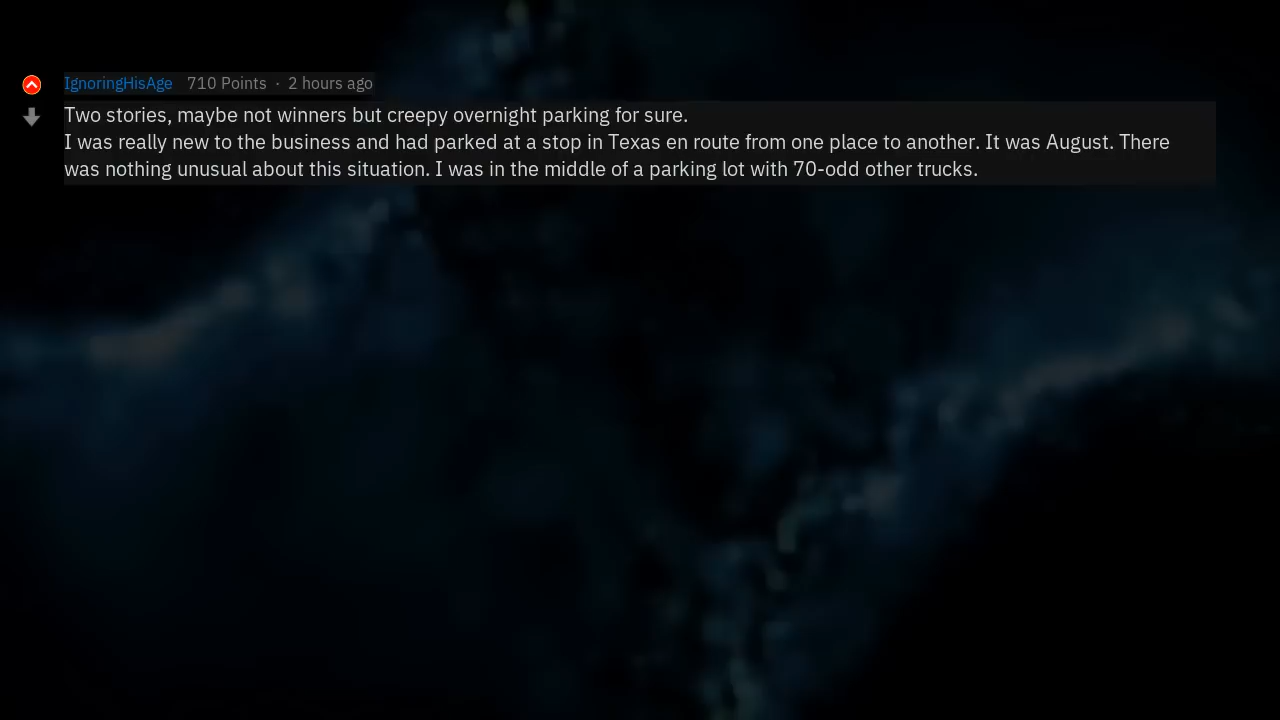 IgnoringHisAge 710 Points · 2 hours ago
Two stories, maybe not winners but creepy overnight parking for sure.
I was really new to the business and had parked at a stop in Texas en route from one place to another. It was August. There
was nothing unusual about this situation. I was in the middle of a parking lot with 70-odd other trucks.